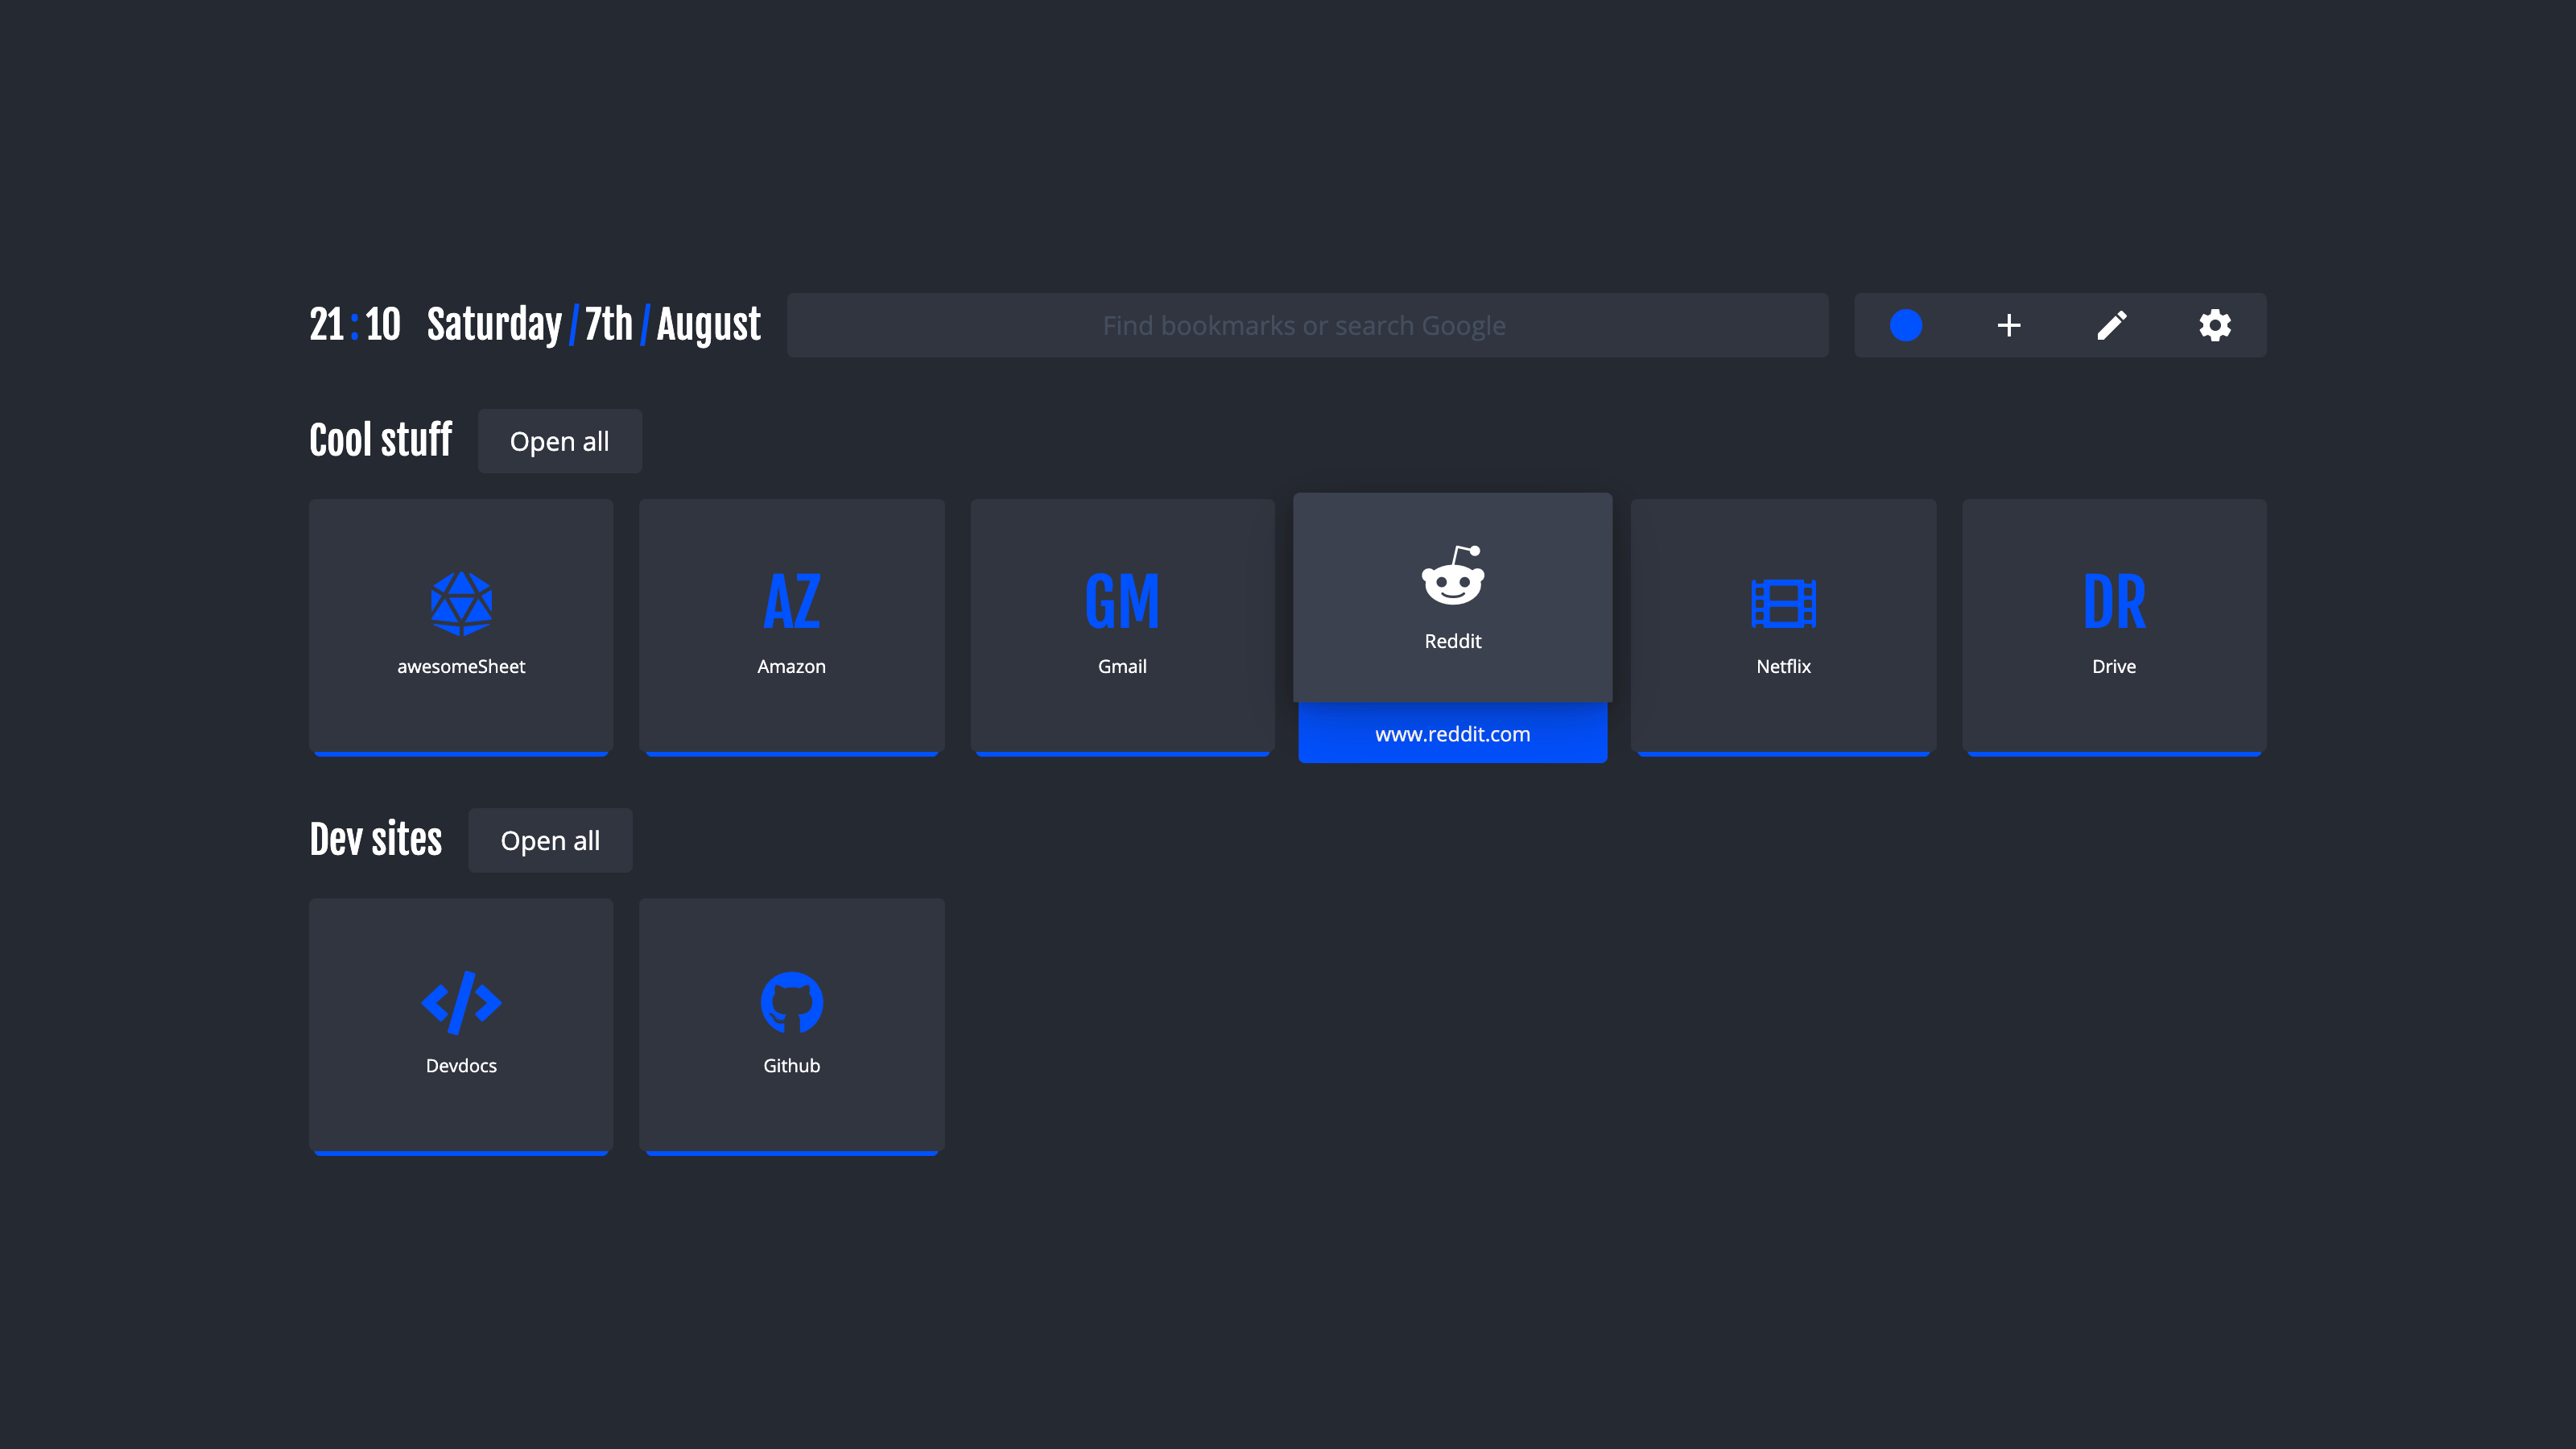 21:10 Saturday/7th/August
Find bookmarks or search Google
Cool stuff
Open all
awesomeSheet
AZ
Amazon
GM
Gmail
Reddit
www.reddit.com
Netflix
DR
Drive
Dev sites
Open all
Devdocs
Github